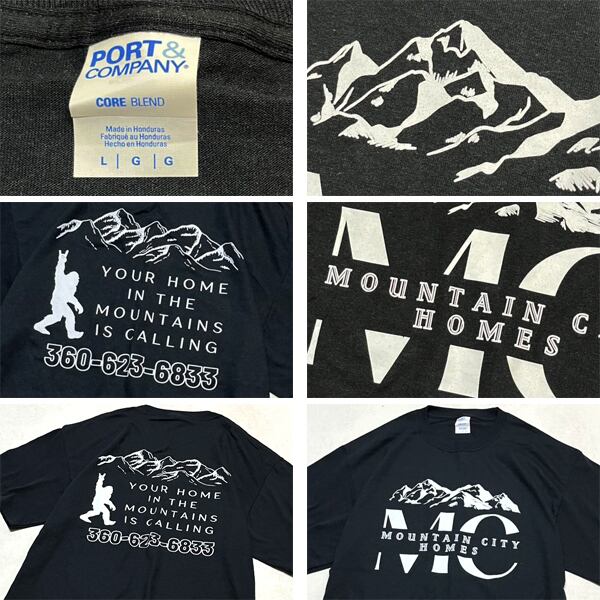 PORT&
COMPANY®
CORE BLEND
Made in Honduras
Fabriqué au Honduras
Hecho en Honduras
L | G | G
YOUR HOME
IN THE
MOUNTAINS
IS CALLING
360-623-6833
MC
MOUNTAIN CI
HOMES
YOUR HOME
IN THE
MOUNTAINS
IS CALLING
360-623-6833
MC
MOUNTAIN CITY
HOMES